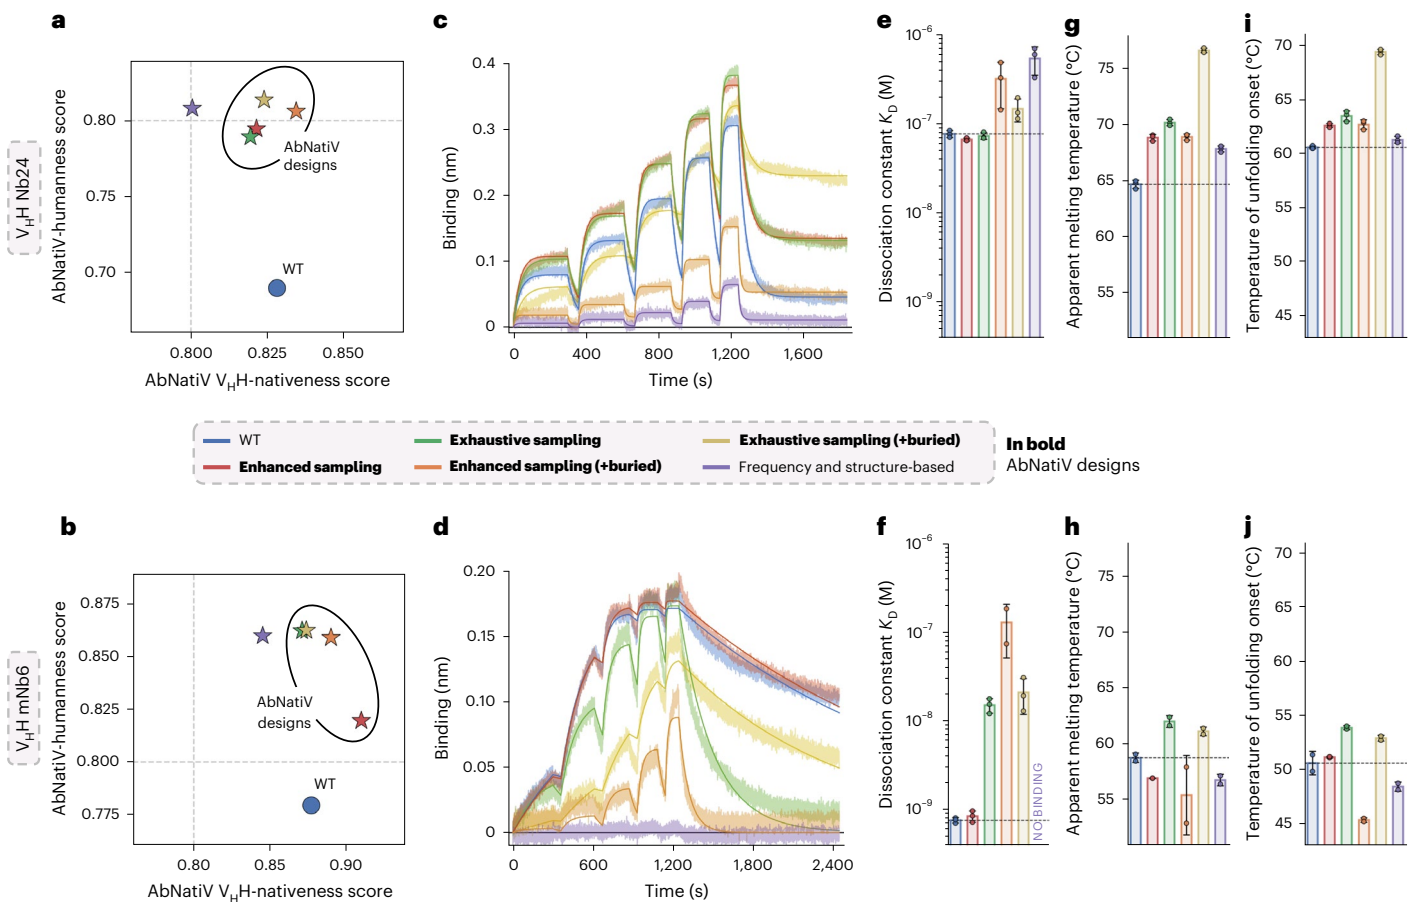 a
V_HH Nb24
AbNatiV-humanness score
0.80
0.75
0.70
AbNatiV
designs
WT
0.800
0.825
0.850
AbNatiV V_HH-nativeness score
c
Binding (nm)
0.4
0.3
0.2
0.1
0
0
400
800
1,200
1,600
Time (s)
e
Dissociation constant K_D (M)
10⁻⁶
10⁻⁷
10⁻⁸
10⁻⁹
g
Apparent melting temperature (°C)
75
70
65
60
55
i
Temperature of unfolding onset (°C)
70
65
60
55
50
45
WT
Exhaustive sampling
Exhaustive sampling (+buried)
Enhanced sampling
Enhanced sampling (+buried)
Frequency and structure-based
In bold
AbNatiV designs
b
V_HH mNb6
AbNatiV-humanness score
0.875
0.850
0.825
0.800
0.775
AbNatiV
designs
WT
0.80
0.85
0.90
AbNatiV V_HH-nativeness score
d
Binding (nm)
0.20
0.15
0.10
0.05
0
0
600
1,200
1,800
2,400
Time (s)
f
Dissociation constant K_D (M)
10⁻⁶
10⁻⁷
10⁻⁸
10⁻⁹
NO BINDING
h
Apparent melting temperature (°C)
75
70
65
60
55
j
Temperature of unfolding onset (°C)
70
65
60
55
50
45